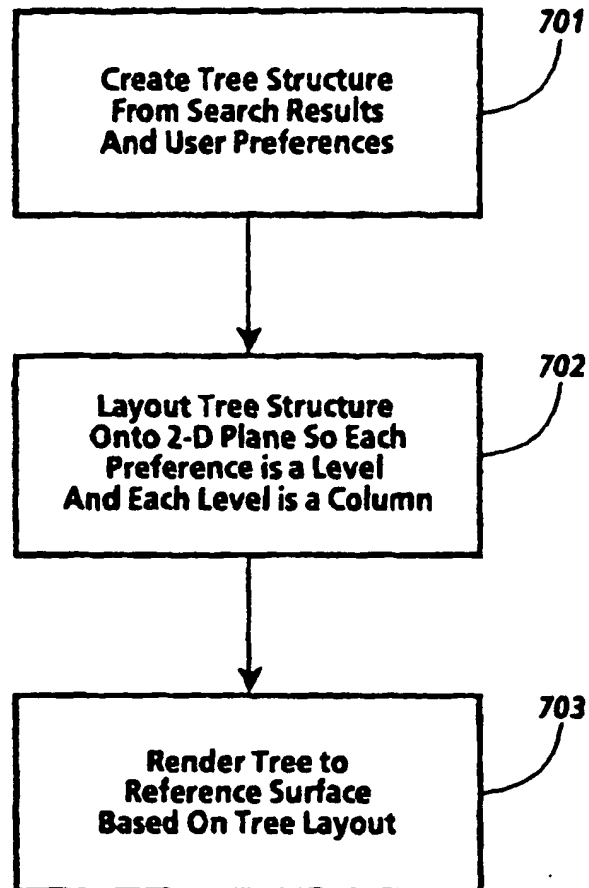 701
Create Tree Structure
From Search Results
And User Preferences
702
Layout Tree Structure
Onto 2-D Plane So Each
Preference is a Level
And Each Level is a Column
703
Render Tree to
Reference Surface
Based On Tree Layout